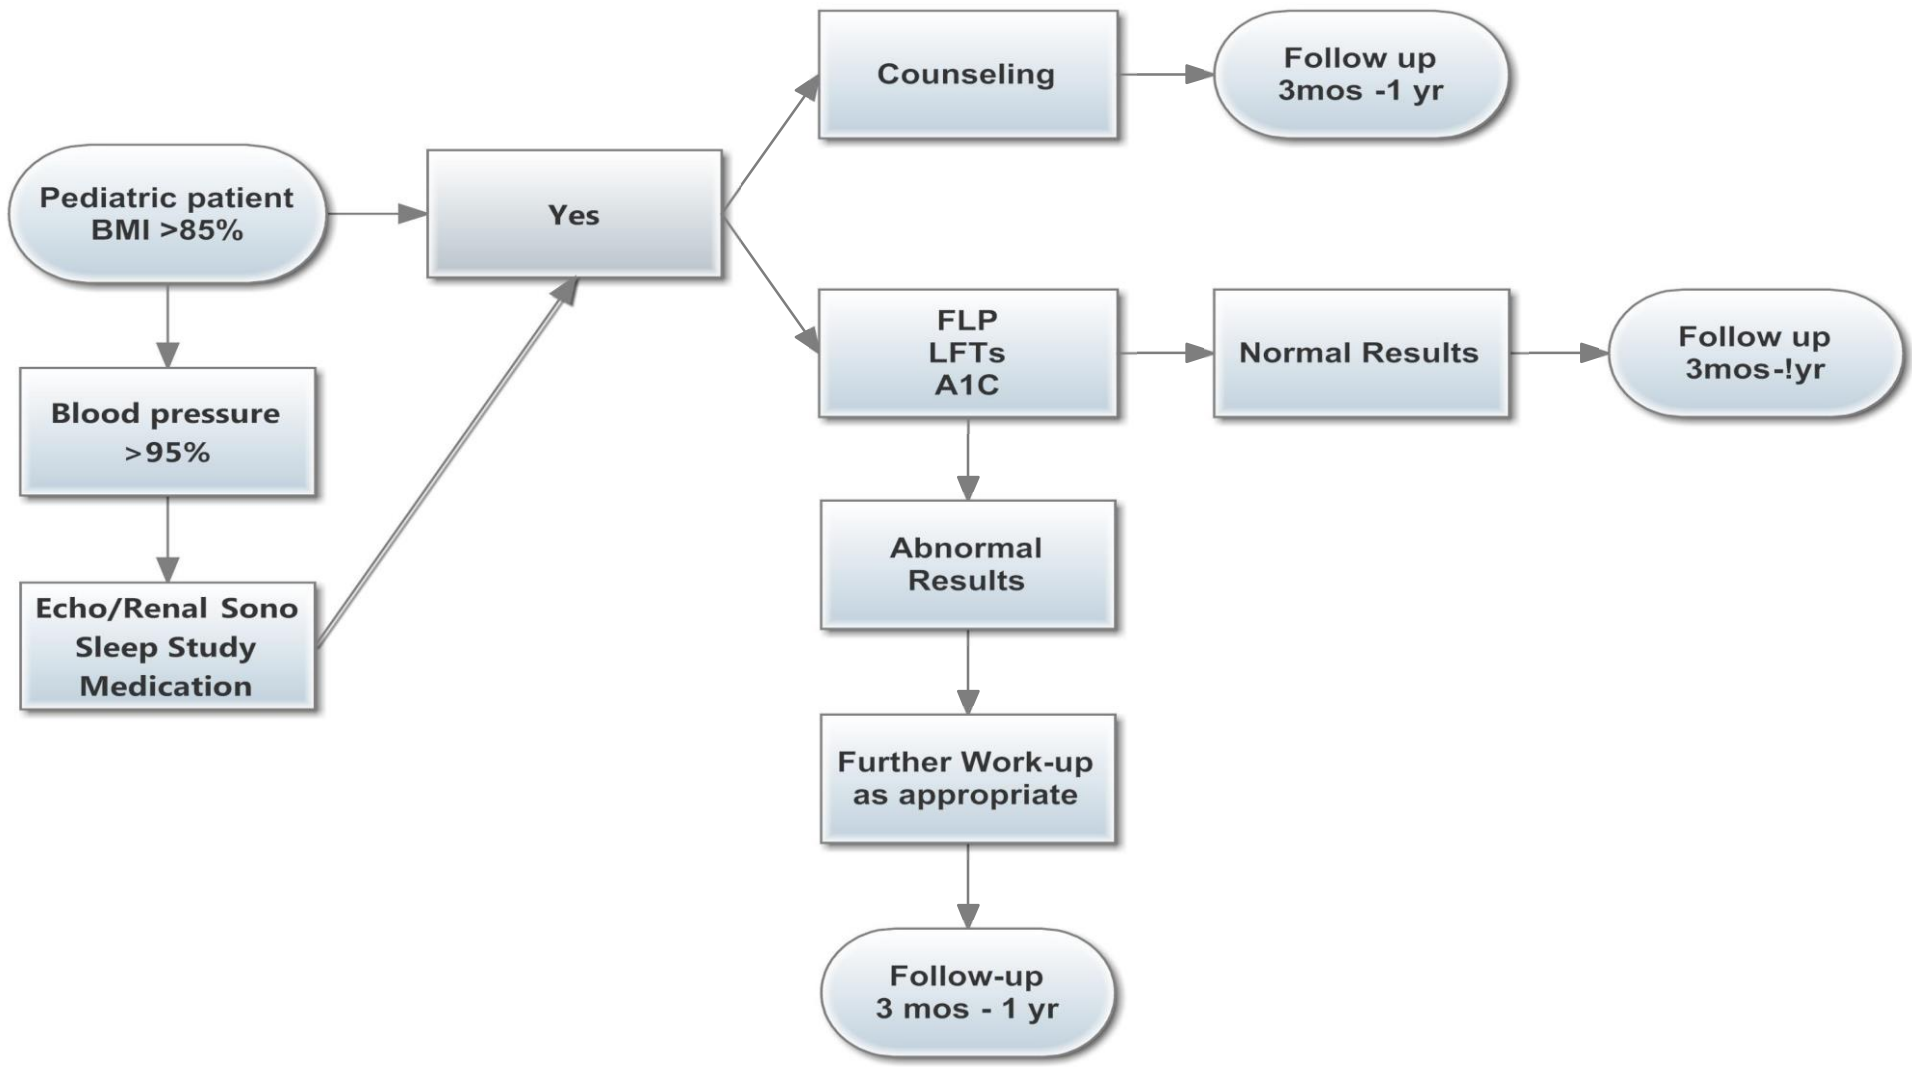 Pediatric patient
BMI >85%
Yes
Counseling
Follow up
3mos -1 yr
Blood pressure
>95%
Echo/Renal Sono
Sleep Study
Medication
FLP
LFTs
A1C
Normal Results
Follow up
3mos-!yr
Abnormal
Results
Further Work-up
as appropriate
Follow-up
3 mos - 1 yr